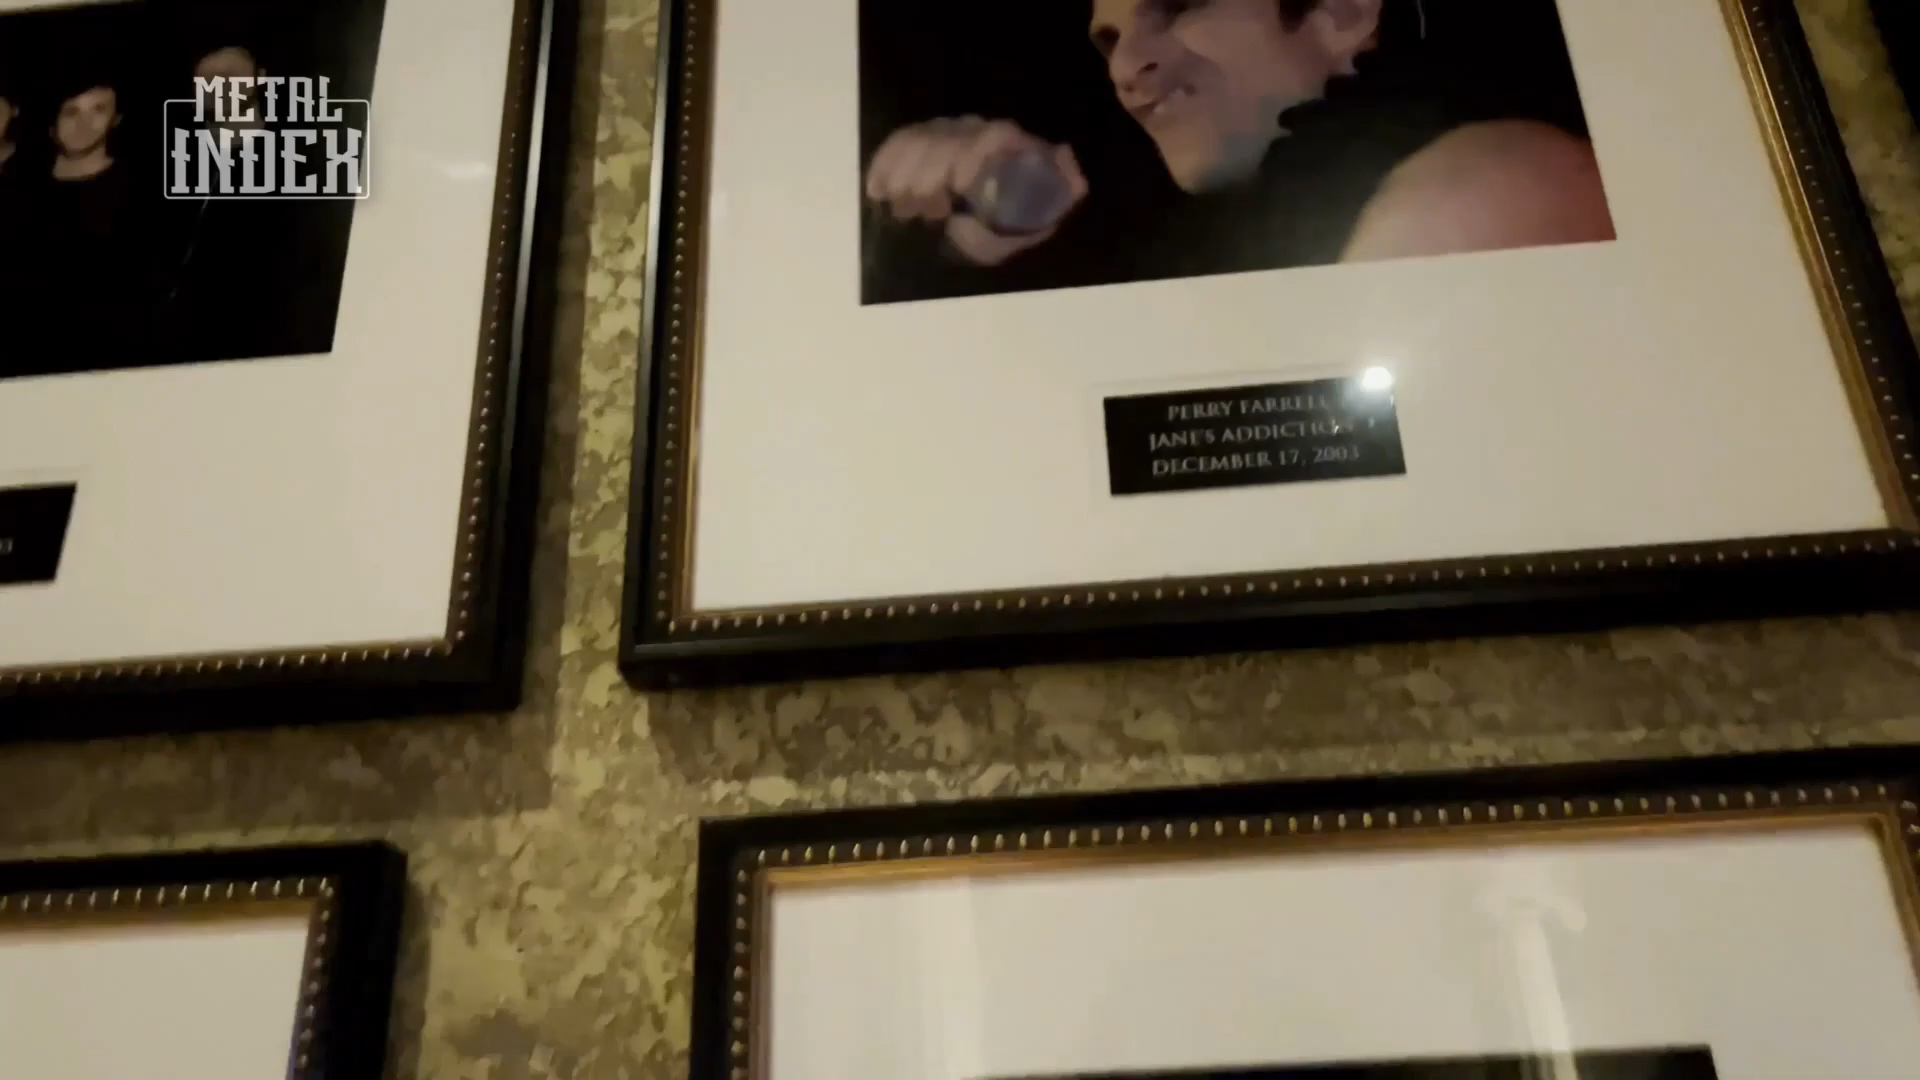 METAL
INDEX
PERRY FARRELL
JANE'S ADDICTION
DECEMBER 17, 2003